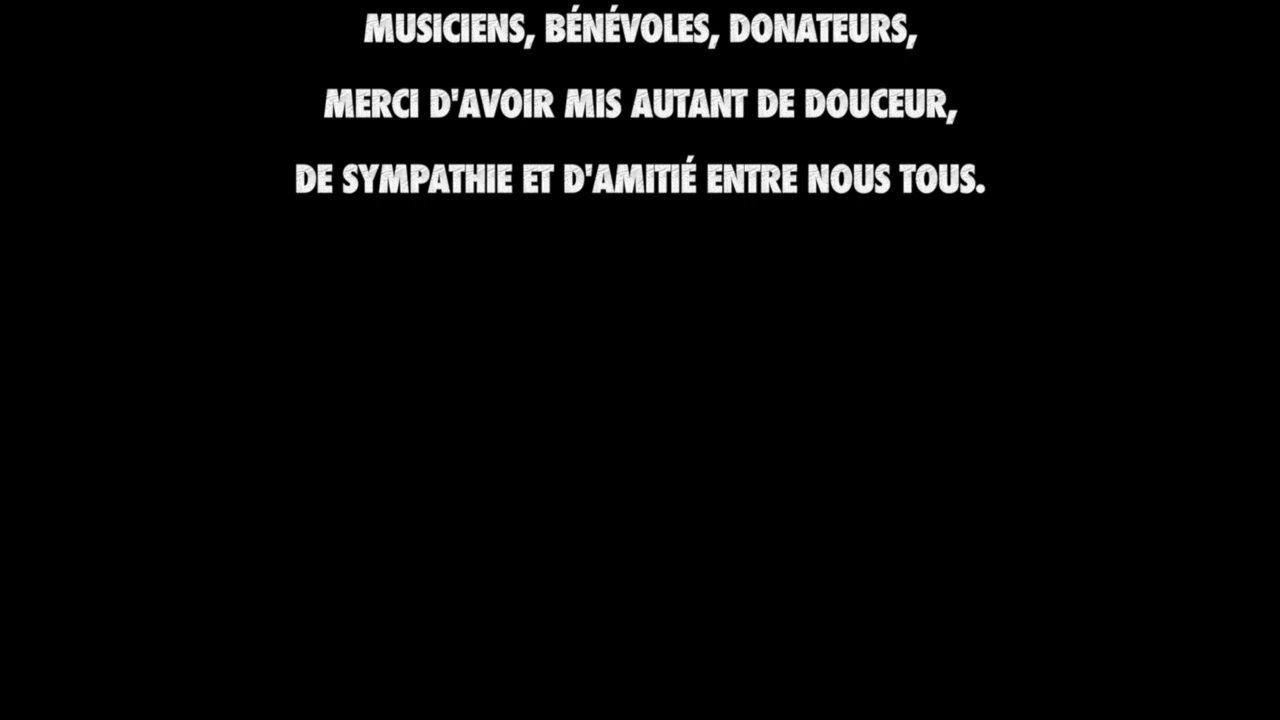 MUSICIENS, BÉNÉVOLES, DONATEURS,
MERCI D'AVOIR MIS AUTANT DE DOUCEUR,
DE SYMPATHIE ET D'AMITIÉ ENTRE NOUS TOUS.